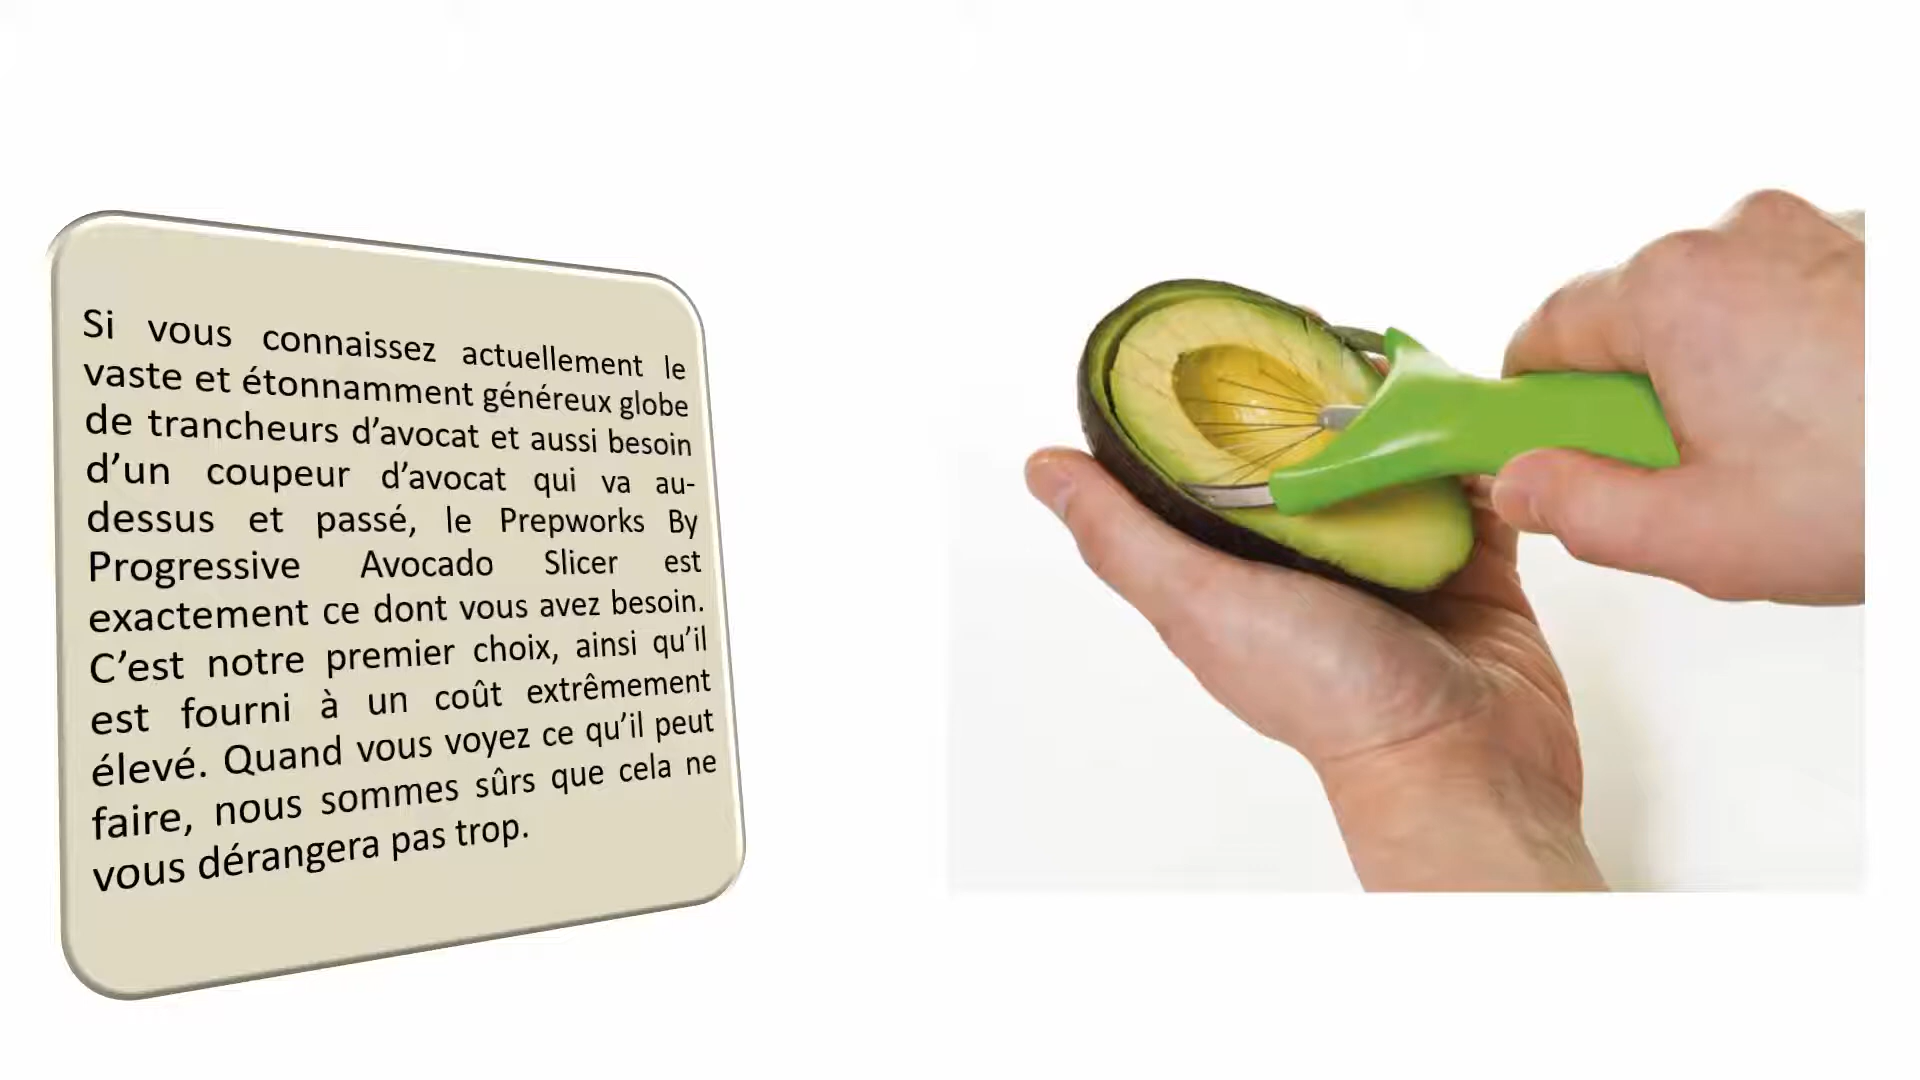 Si vous connaissez actuellement le
vaste et étonnamment généreux globe
de trancheurs d’avocat et aussi besoin
d’un coupeur d’avocat qui va au-
dessus et passé, le Prepworks By
Progressive Avocado Slicer est
exactement ce dont vous avez besoin.
C’est notre premier choix, ainsi qu’il
est fourni à un coût extrêmement
élevé. Quand vous voyez ce qu’il peut
faire, nous sommes sûrs que cela ne
vous dérangera pas trop.